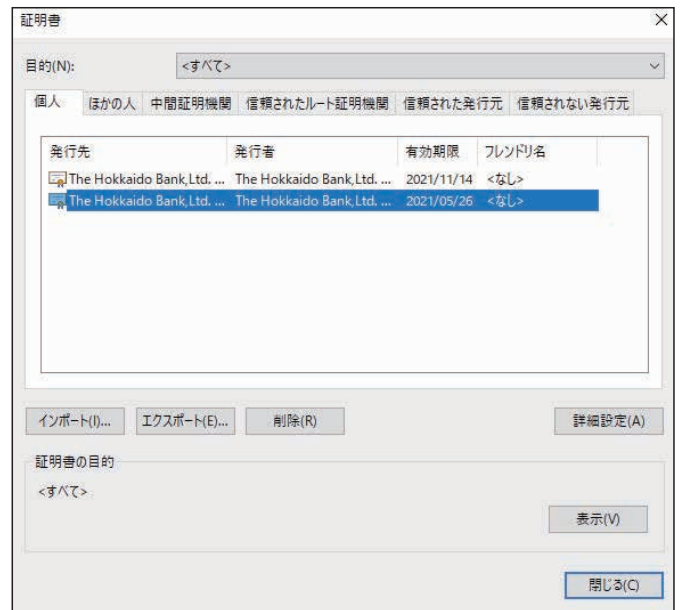 証明書
目的(N): <すべて>
個人 ほかの人 中間証明機関 信頼されたルート証明機関 信頼された発行元 信頼されない発行元
発行先 発行者 有効期限 フレンドリ名
The Hokkaido Bank,Ltd. ... The Hokkaido Bank,Ltd. ... 2021/11/14 <なし>
The Hokkaido Bank,Ltd. ... The Hokkaido Bank,Ltd. ... 2021/05/26 <なし>
インポート(I)... エクスポート(E)... 削除(R) 詳細設定(A)
証明書の目的
<すべて>
表示(V)
閉じる(C)